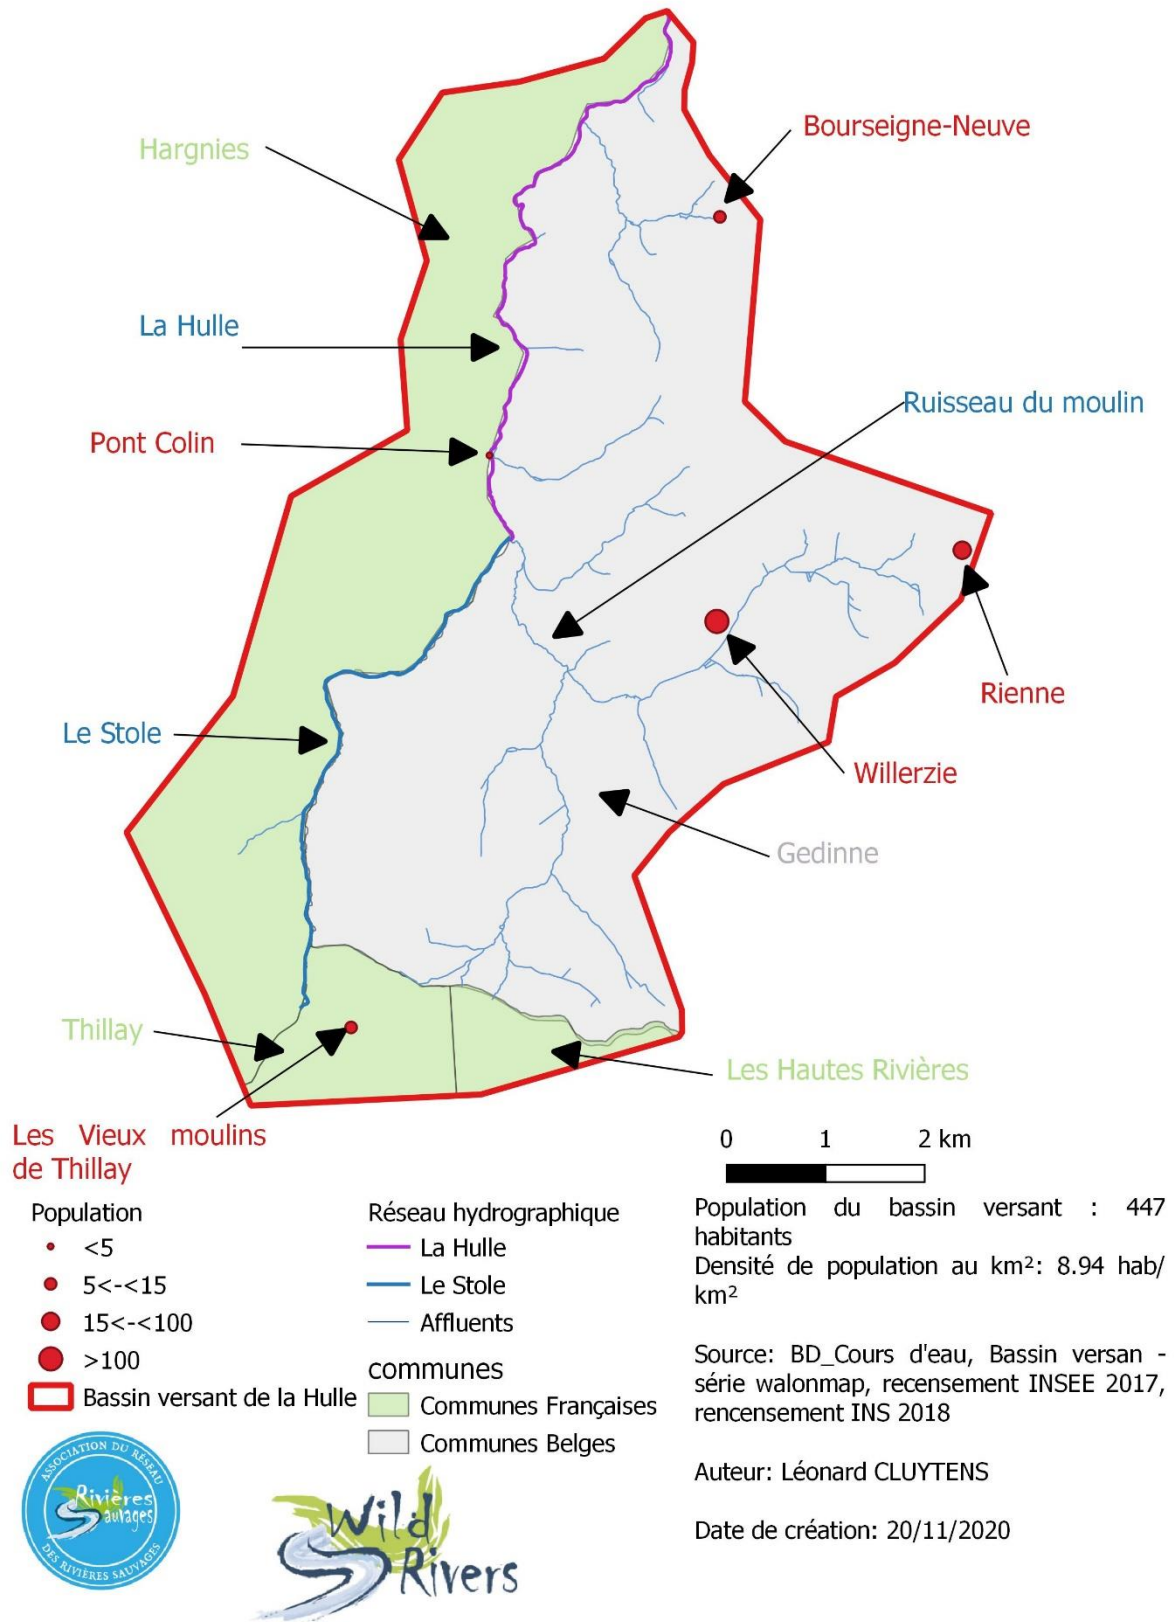 Bourseigne-Neuve
Hargnies
La Hulle
Ruisseau du moulin
Pont Colin
Rienne
Le Stole
Willerzie
Gedinne
Thillay
Les Hautes Rivières
Les Vieux moulins
de Thillay
0 1 2 km
Population
<5
5<-<15
15<-<100
>100
Bassin versant de la Hulle
Réseau hydrographique
La Hulle
Le Stole
Affluents
communes
Communes Françaises
Communes Belges
Population du bassin versant : 447
habitants
Densité de population au km²: 8.94 hab/
km²
Source: BD_Cours d'eau, Bassin versan -
série walonmap, recensement INSEE 2017,
rencensement INS 2018
Auteur: Léonard CLUYTENS
Date de création: 20/11/2020
ASSOCIATION DU RÉSEAU
Rivières
Sauvages
DES RIVIÈRES SAUVAGES
Wild
Rivers